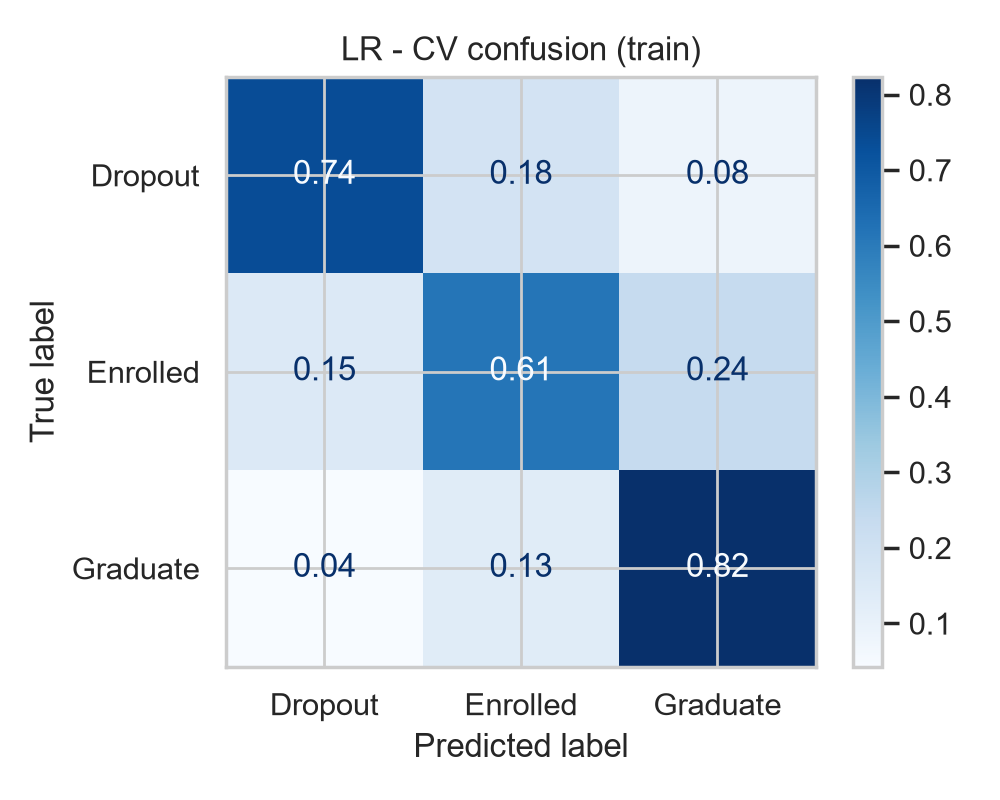 LR - CV confusion (train)
True label
Dropout
0.74 0.18 0.08
Enrolled
0.15 0.61 0.24
Graduate
0.04 0.13 0.82
Dropout Enrolled Graduate
Predicted label
0.8
0.7
0.6
0.5
0.4
0.3
0.2
0.1